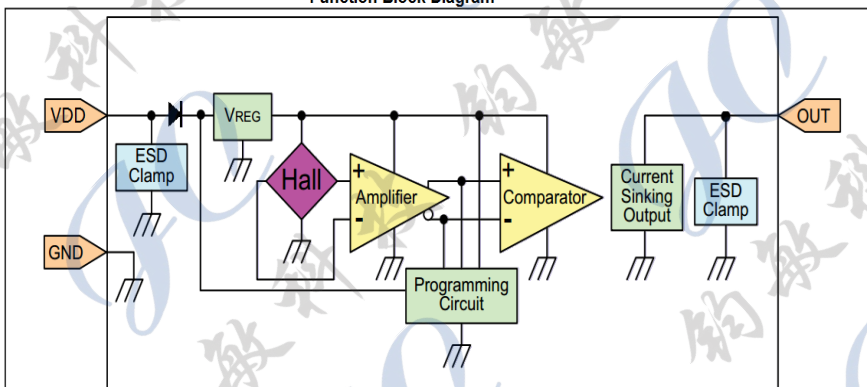 Function Block Diagram
VDD
VREG
OUT
ESD
Clamp
Hall
+
-
Amplifier
+
-
Comparator
Current
Sinking
Output
ESD
Clamp
GND
Programming
Circuit